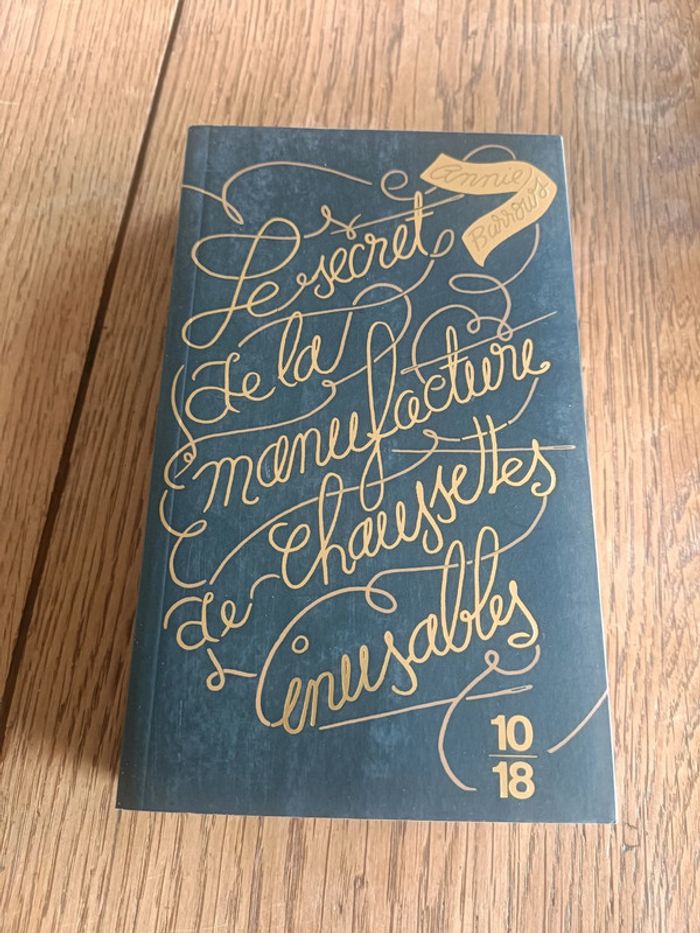 Annie
Barrows
Le secret
de la
manufacture
de chaussettes
inusables
10
18